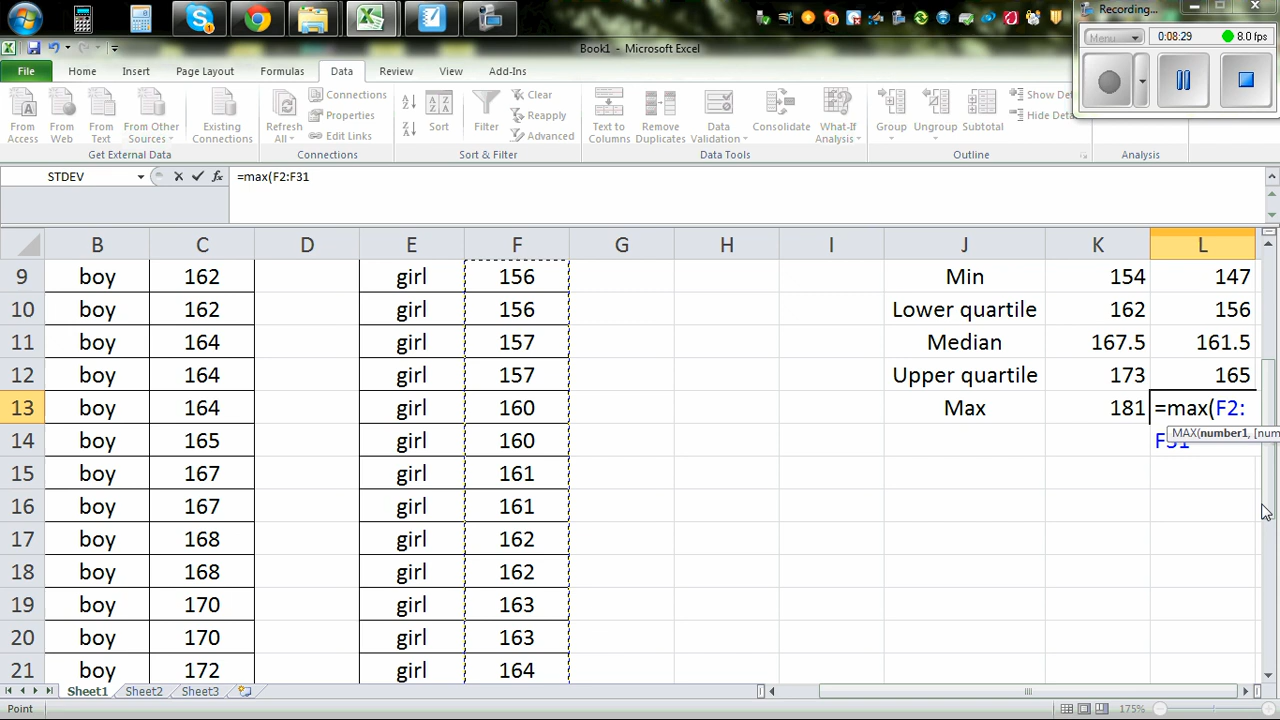 Recording...
Menu
0:08:29
8.0 fps
Book1 - Microsoft Excel
File
Home
Insert
Page Layout
Formulas
Data
Review
View
Add-Ins
From Access
From Web
From Text
From Other Sources
Existing Connections
Refresh All
Connections
Properties
Edit Links
Sort
Filter
Clear
Reapply
Advanced
Text to Columns
Remove Duplicates
Data Validation
Consolidate
What-If Analysis
Group
Ungroup
Subtotal
Show Det
Hide Deta
Get External Data
Connections
Sort & Filter
Data Tools
Outline
Analysis
STDEV
fx
=max(F2:F31
B C D E F G H I J K L
9 boy 162 girl 156 Min 154 147
10 boy 162 girl 156 Lower quartile 162 156
11 boy 164 girl 157 Median 167.5 161.5
12 boy 164 girl 157 Upper quartile 173 165
13 boy 164 girl 160 Max 181 =max(F2:
MAX(number1, [num
14 boy 165 girl 160 F31
15 boy 167 girl 161
16 boy 167 girl 161
17 boy 168 girl 162
18 boy 168 girl 162
19 boy 170 girl 163
20 boy 170 girl 163
21 boy 172 girl 164
Sheet1 Sheet2 Sheet3
Point
175%